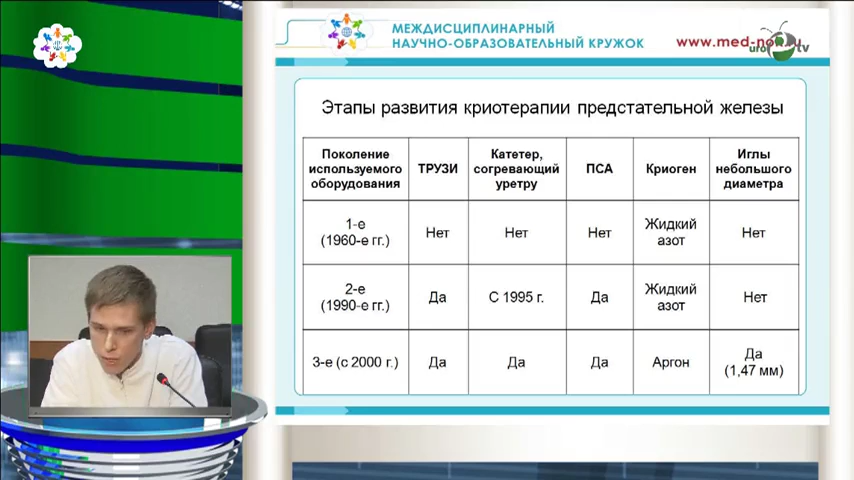 МЕЖДИСЦИПЛИНАРНЫЙ
НАУЧНО-ОБРАЗОВАТЕЛЬНЫЙ КРУЖОК
www.med-no
uro tv
Этапы развития криотерапии предстательной железы
Поколение используемого оборудования ТРУЗИ Катетер, согревающий уретру ПСА Криоген Иглы небольшого диаметра
1-е (1960-е гг.) Нет Нет Нет Жидкий азот Нет
2-е (1990-е гг.) Да С 1995 г. Да Жидкий азот Нет
3-е (с 2000 г.) Да Да Да Аргон Да (1,47 мм)